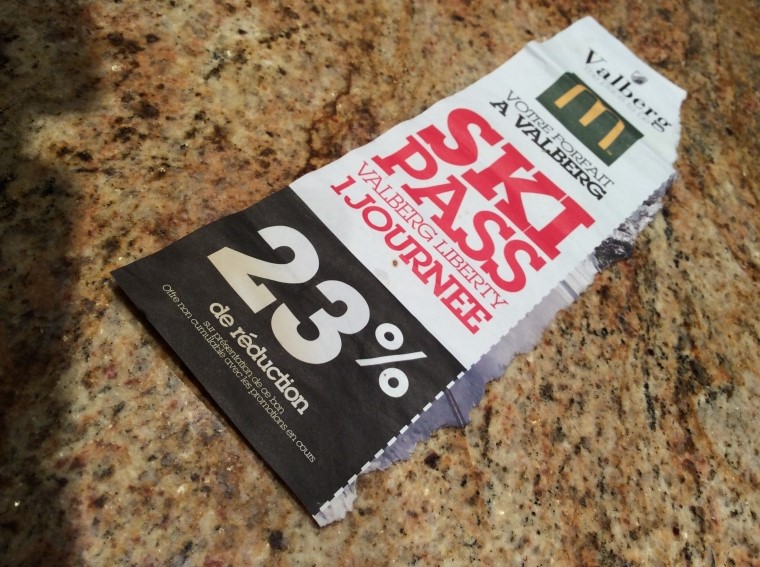 Valberg
VOTRE FORFAIT
A VALBERG
SKI
PASS
VALBERG LIBERTY
1 JOURNEE
23%
de réduction
sur présentation de ce bon
Offre non cumulable avec les promotions en cours